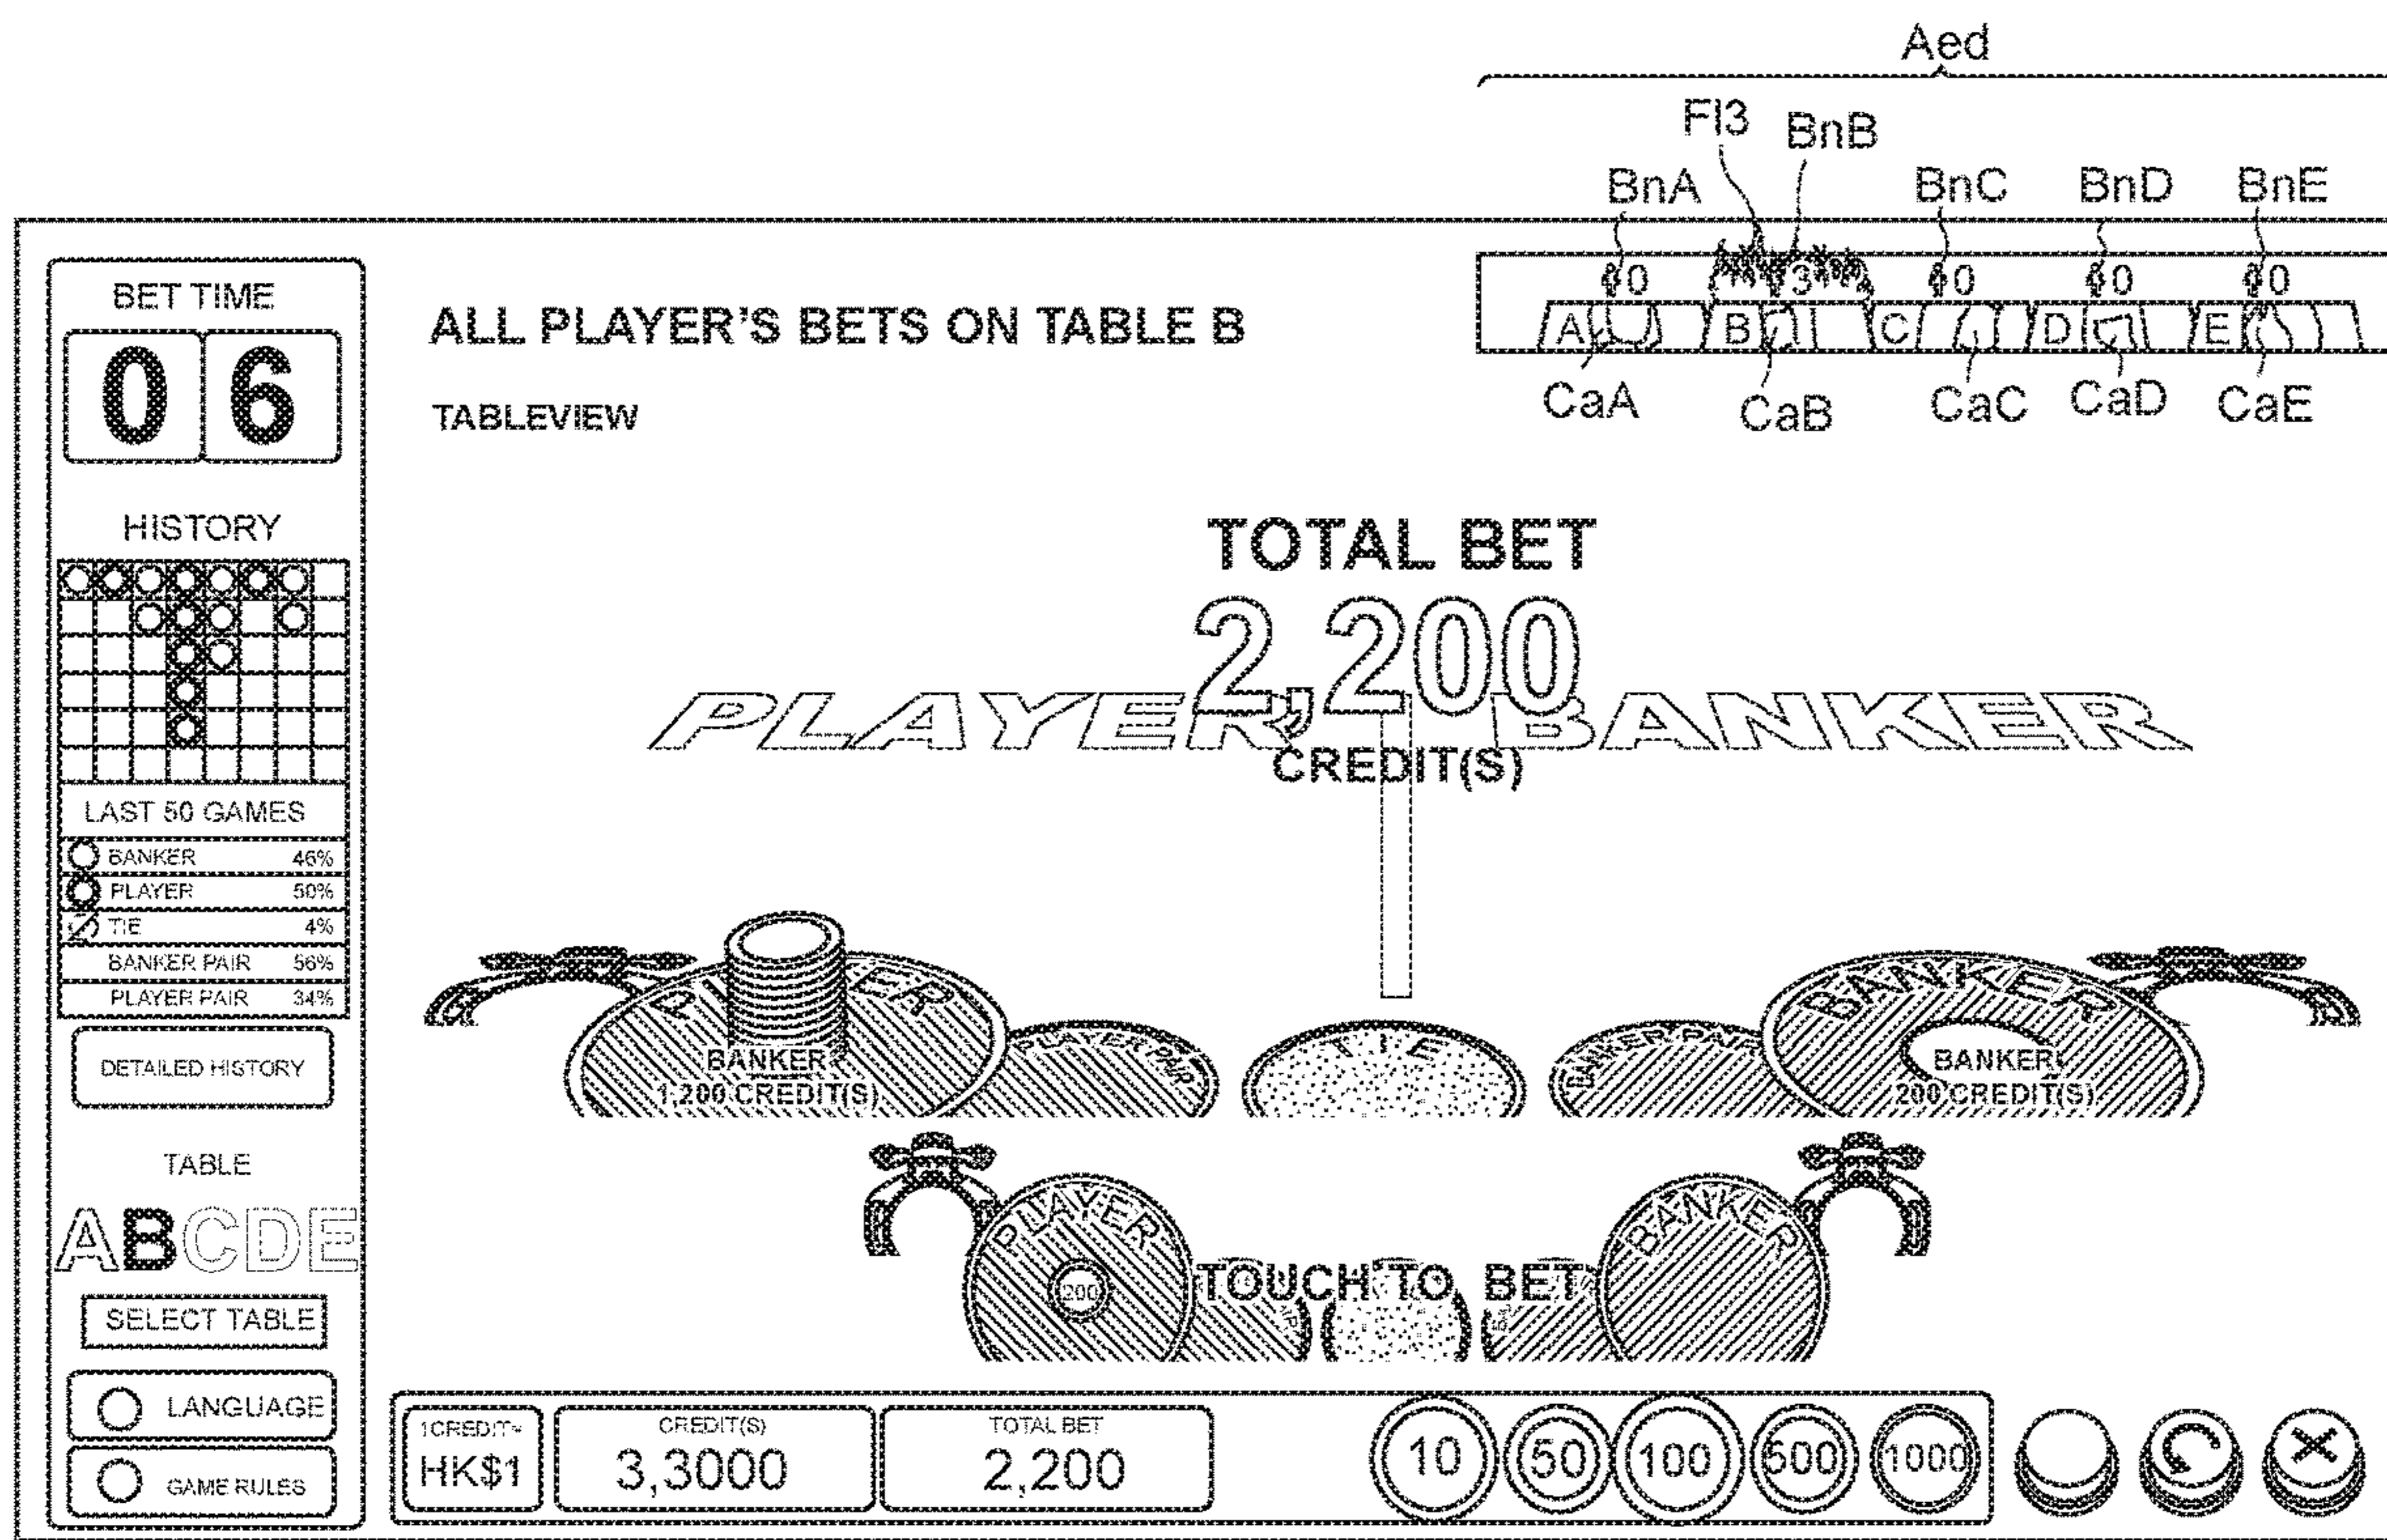 Aed
Fl3 BnB
BnA BnC BnD BnE
0 3 0 0 0
A B C D E
CaA CaB CaC CaD CaE
BET TIME
06
ALL PLAYER'S BETS ON TABLE B
TABLEVIEW
HISTORY
LAST 50 GAMES
BANKER 46%
PLAYER 50%
TIE 4%
BANKER PAIR 56%
PLAYER PAIR 34%
DETAILED HISTORY
TABLE
ABCDE
SELECT TABLE
LANGUAGE
GAME RULES
TOTAL BET
2,200
PLAYER BANKER
CREDIT(S)
PLAYER
BANKER
1,200 CREDIT(S)
PLAYER PAIR
TIE
BANKER PAIR
BANKER
BANKER
200 CREDIT(S)
PLAYER
200
TOUCH TO BET
BANKER
1CREDIT=
HK$1
CREDIT(S)
3,3000
TOTAL BET
2,200
10 50 100 500 1000